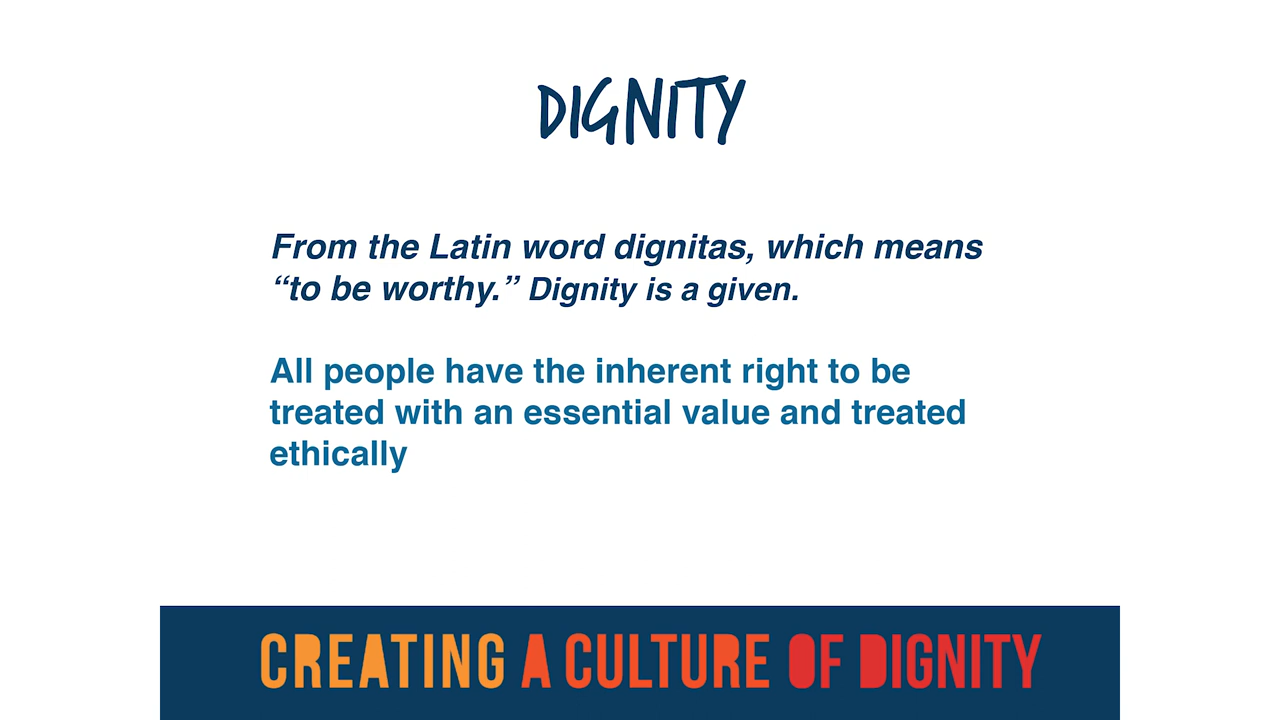 DIGNITY
From the Latin word dignitas, which means
“to be worthy.” Dignity is a given.
All people have the inherent right to be
treated with an essential value and treated
ethically
CREATING A CULTURE OF DIGNITY